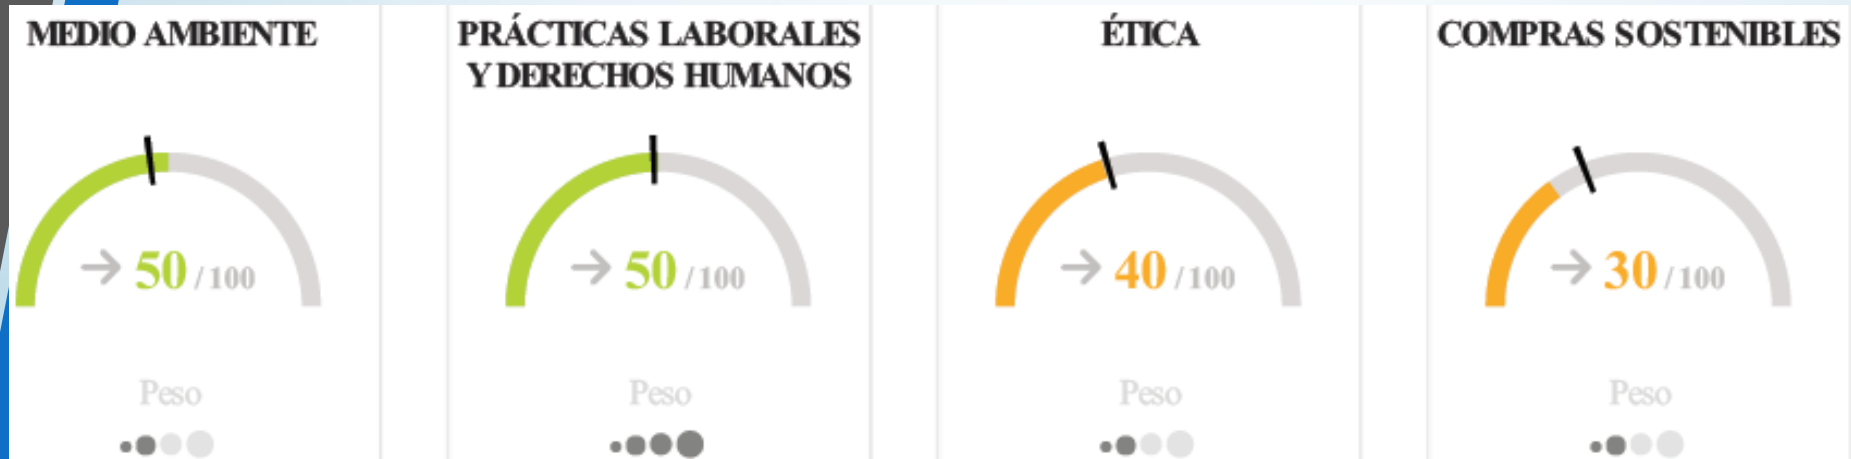 MEDIO AMBIENTE
→ 50 / 100
Peso
PRÁCTICAS LABORALES
Y DERECHOS HUMANOS
→ 50 / 100
Peso
ÉTICA
→ 40 / 100
Peso
COMPRAS SOSTENIBLES
→ 30 / 100
Peso